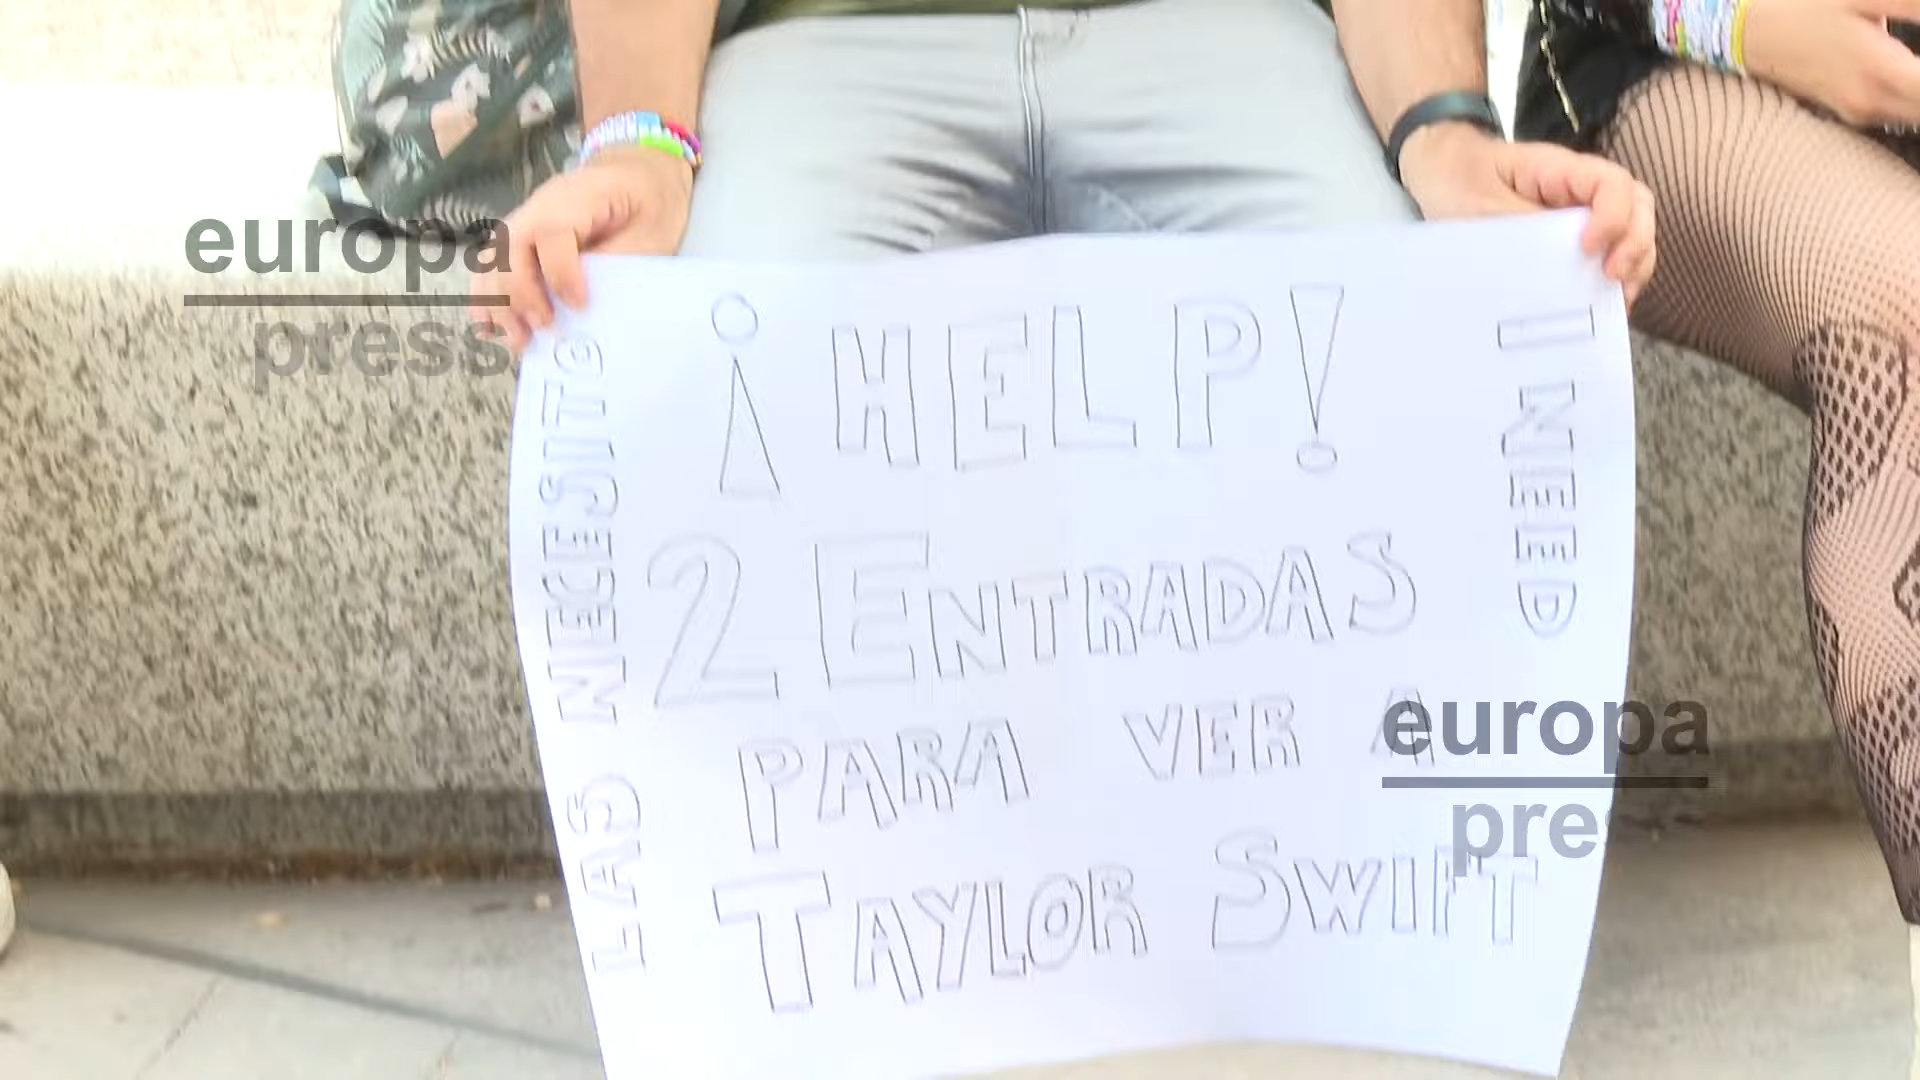 europa
press
¡HELP!
2 ENTRADAS
PARA VER A
TAYLOR SWIFT
LAS NECESITO
I NEED
europa
pres